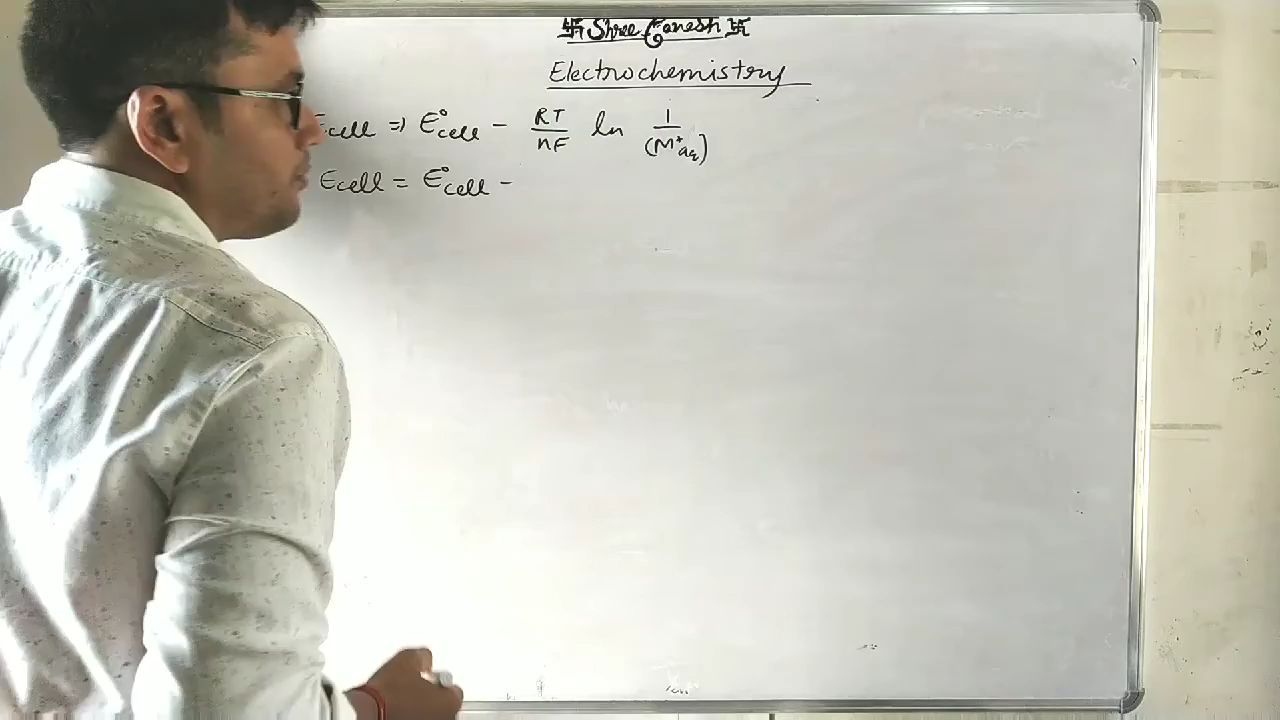 卐 Shree Ganesh 卐
Electrochemistry
Ecell => E°cell - RT/nF ln 1/(M⁺aq)
Ecell = E°cell -